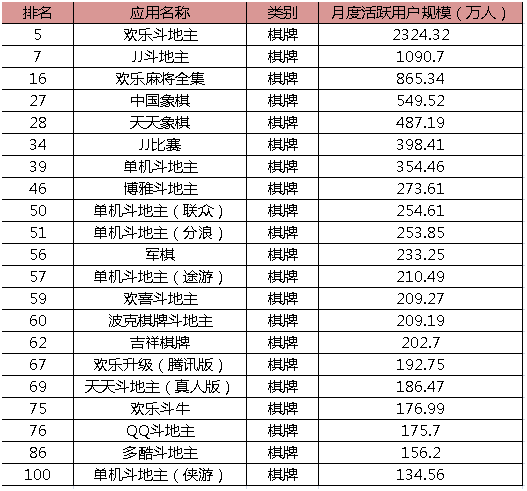 排名 应用名称 类别 月度活跃用户规模（万人）
5 欢乐斗地主 棋牌 2324.32
7 JJ斗地主 棋牌 1090.7
16 欢乐麻将全集 棋牌 865.34
27 中国象棋 棋牌 549.52
28 天天象棋 棋牌 487.19
34 JJ比赛 棋牌 398.41
39 单机斗地主 棋牌 354.46
46 博雅斗地主 棋牌 273.61
50 单机斗地主（联众） 棋牌 254.61
51 单机斗地主（分浪） 棋牌 253.85
56 军棋 棋牌 233.25
57 单机斗地主（途游） 棋牌 210.49
59 欢喜斗地主 棋牌 209.27
60 波克棋牌斗地主 棋牌 209.19
62 吉祥棋牌 棋牌 202.7
67 欢乐升级（腾讯版） 棋牌 192.75
69 天天斗地主（真人版） 棋牌 186.47
75 欢乐斗牛 棋牌 176.99
76 QQ斗地主 棋牌 175.7
86 多酷斗地主 棋牌 156.2
100 单机斗地主（侠游） 棋牌 134.56